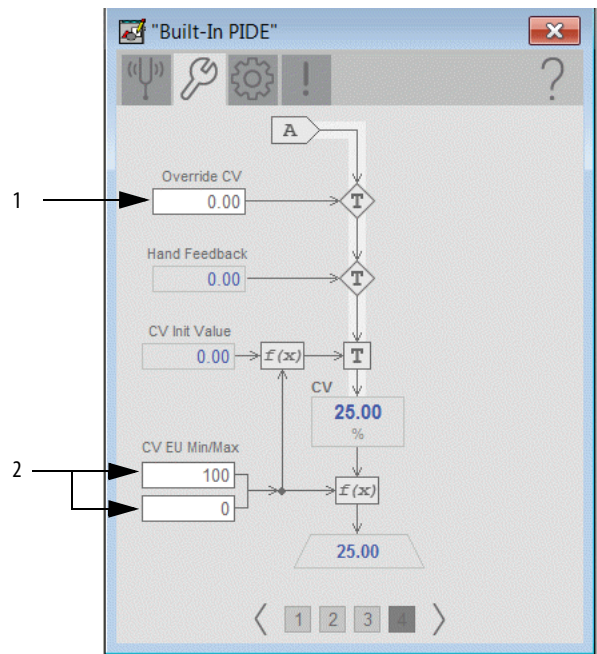 "Built-In PIDE"
!
?
A
Override CV
1
0.00
T
Hand Feedback
0.00
T
CV Init Value
0.00
f(x)
T
CV
25.00
%
CV EU Min/Max
2
100
0
f(x)
25.00
1 2 3 4